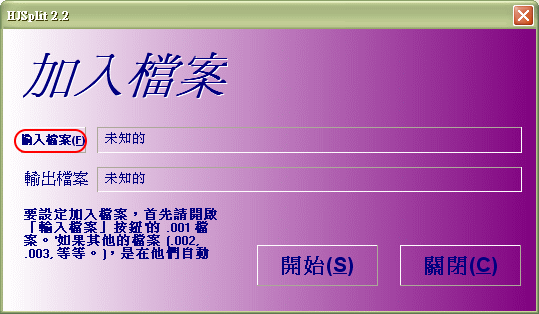 HJSplit 2.2
加入檔案
輸入檔案(F)
未知的
輸出檔案
未知的
要設定加入檔案，首先請開啟
「輸入檔案」按鈕'的 .001 檔
案。'如果其他的檔案 (.002,
.003, 等等。)，是在他們自動
開始(S)
關閉(C)